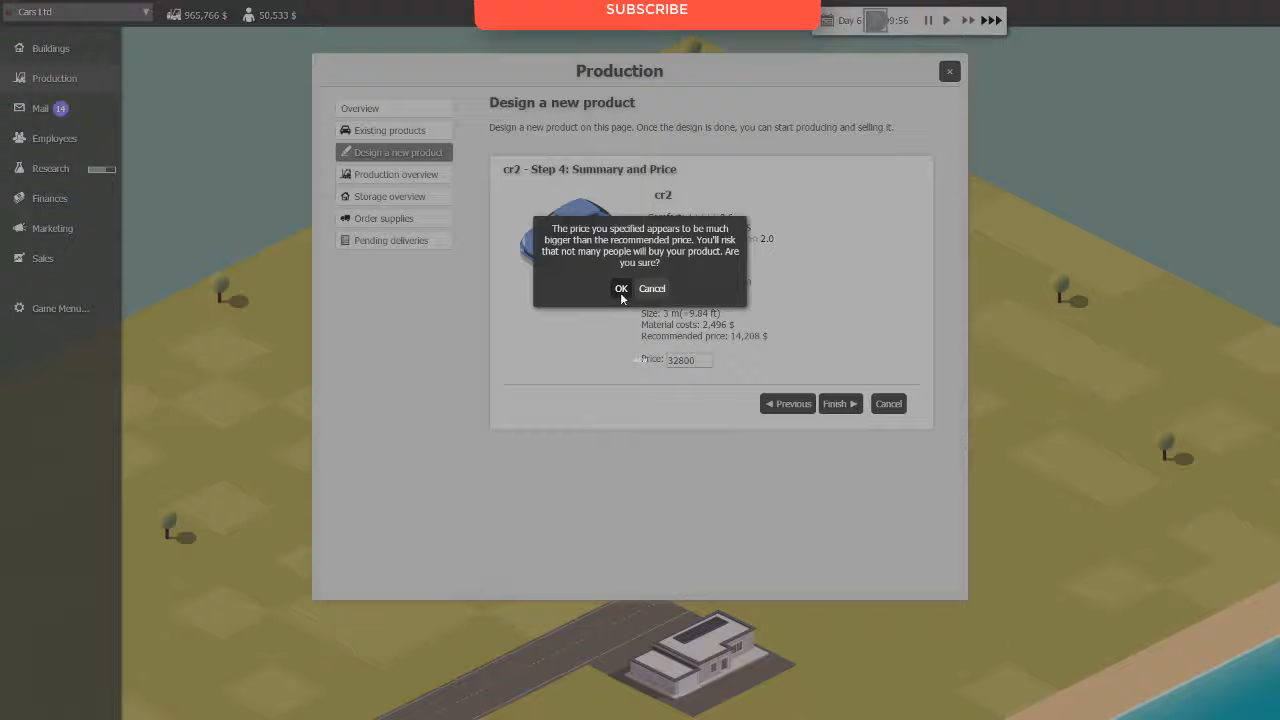 SUBSCRIBE
Cars Ltd
965,766 $
50,533 $
Day 6
9:56
Buildings
Production
Mail 14
Employees
Research
Finances
Marketing
Sales
Game Menu...
Production
Overview
Existing products
Design a new product
Production overview
Storage overview
Order supplies
Pending deliveries
Design a new product
Design a new product on this page. Once the design is done, you can start producing and selling it.
cr2 - Step 4: Summary and Price
cr2
2.0
The price you specified appears to be much
bigger than the recommended price. You'll risk
that not many people will buy your product. Are
you sure?
OK Cancel
Size: 3 m(=9.84 ft)
Material costs: 2,496 $
Recommended price: 14,208 $
Price: 32800
Previous Finish Cancel